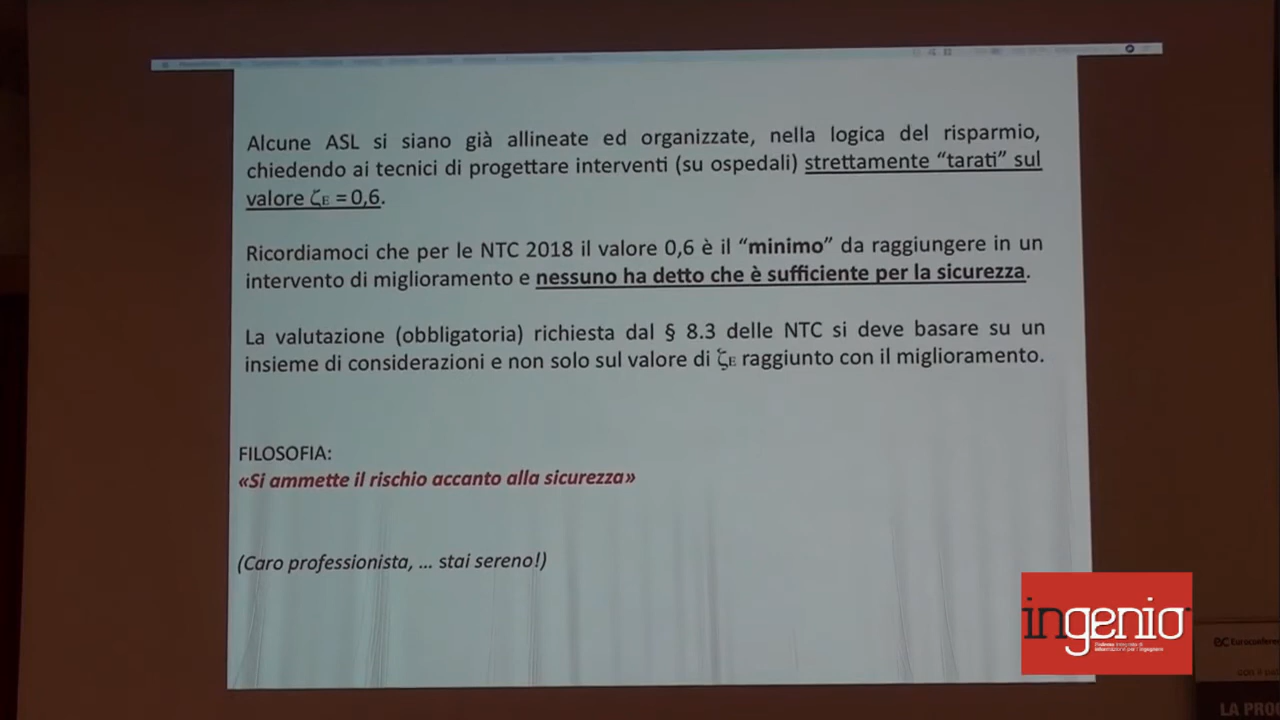 Alcune ASL si siano già allineate ed organizzate, nella logica del risparmio,
chiedendo ai tecnici di progettare interventi (su ospedali) strettamente “tarati” sul
valore ζE = 0,6.
Ricordiamoci che per le NTC 2018 il valore 0,6 è il “minimo” da raggiungere in un
intervento di miglioramento e nessuno ha detto che è sufficiente per la sicurezza.
La valutazione (obbligatoria) richiesta dal § 8.3 delle NTC si deve basare su un
insieme di considerazioni e non solo sul valore di ζE raggiunto con il miglioramento.
FILOSOFIA:
«Si ammette il rischio accanto alla sicurezza»
(Caro professionista, ... stai sereno!)
ingenio
LA PROG